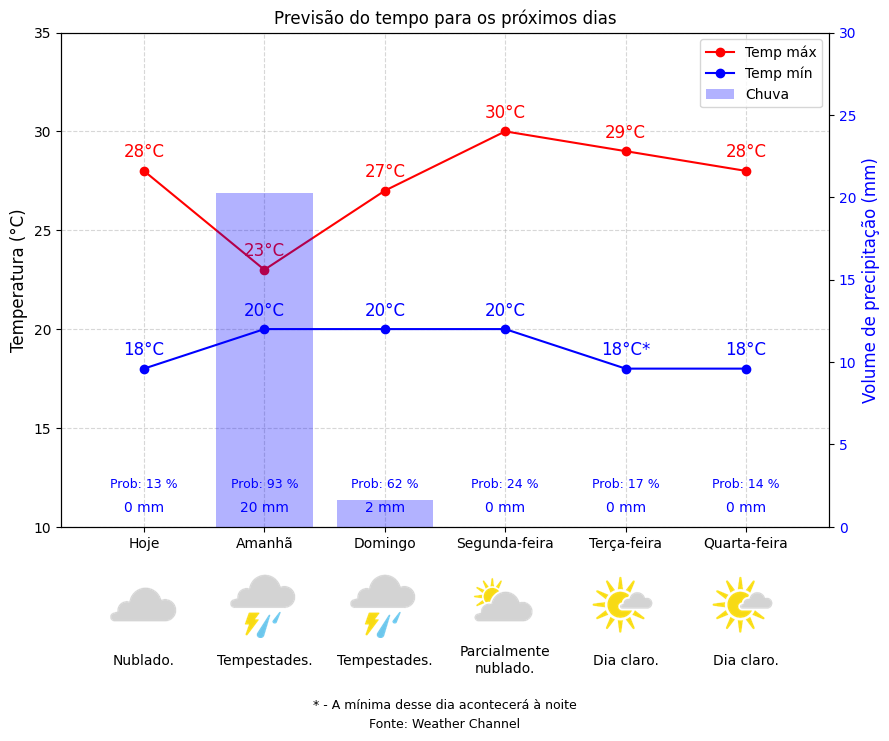 Previsão do tempo para os próximos dias
35
30
25
20
15
10
Temperatura (°C)
30
25
20
15
10
5
0
Volume de precipitação (mm)
Temp máx
Temp mín
Chuva
28°C
23°C
27°C
30°C
29°C
28°C
18°C
20°C
20°C
20°C
18°C*
18°C
Prob: 13 %
Prob: 93 %
Prob: 62 %
Prob: 24 %
Prob: 17 %
Prob: 14 %
0 mm
20 mm
2 mm
0 mm
0 mm
0 mm
Hoje
Amanhã
Domingo
Segunda-feira
Terça-feira
Quarta-feira
Nublado.
Tempestades.
Tempestades.
Parcialmente
nublado.
Dia claro.
Dia claro.
* - A mínima desse dia acontecerá à noite
Fonte: Weather Channel